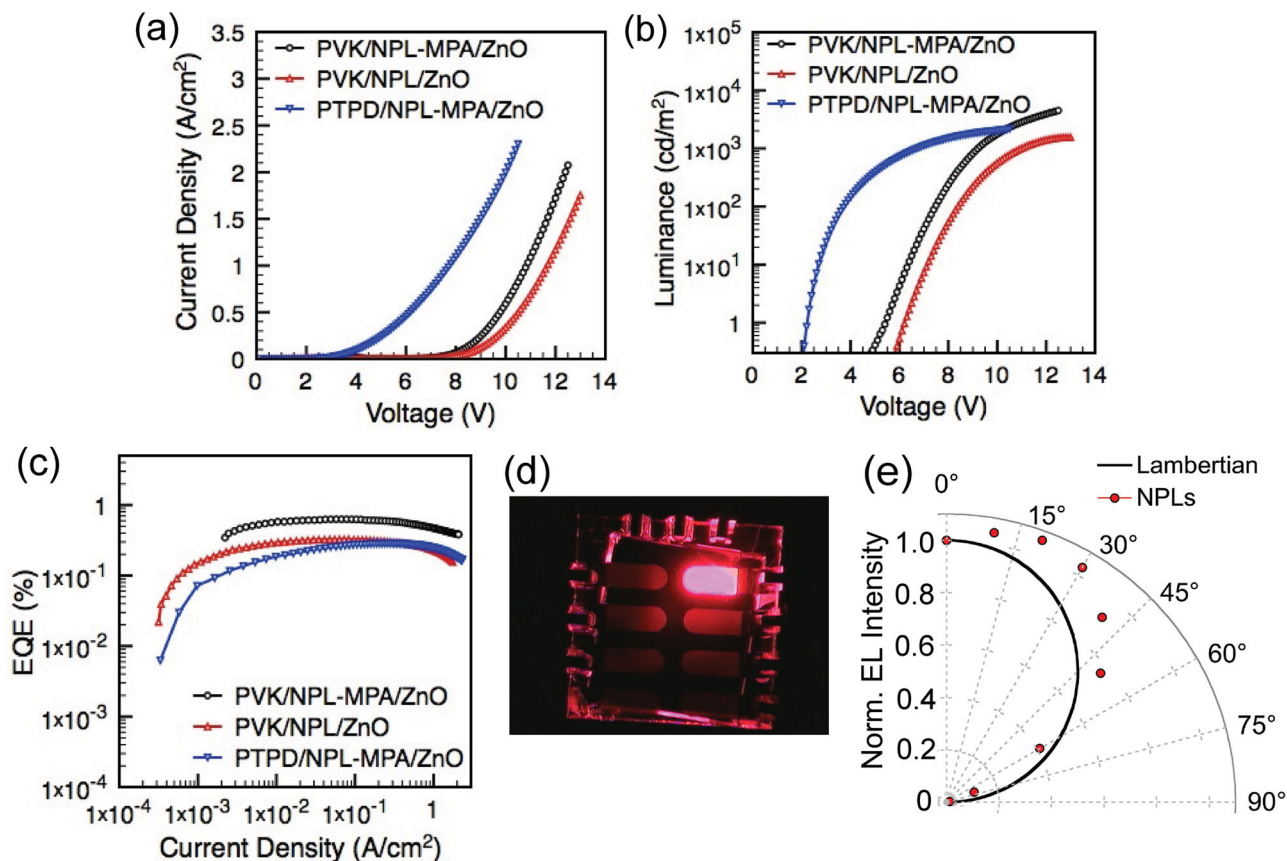 (a)
3.5
3
2.5
2
1.5
1
0.5
0
Current Density (A/cm²)
PVK/NPL-MPA/ZnO
PVK/NPL/ZnO
PTPD/NPL-MPA/ZnO
0 2 4 6 8 10 12 14
Voltage (V)
(b)
1x10⁵
1x10⁴
1x10³
1x10²
1x10¹
1
Luminance (cd/m²)
PVK/NPL-MPA/ZnO
PVK/NPL/ZnO
PTPD/NPL-MPA/ZnO
0 2 4 6 8 10 12 14
Voltage (V)
(c)
1
1x10⁻¹
1x10⁻²
1x10⁻³
1x10⁻⁴
EQE (%)
PVK/NPL-MPA/ZnO
PVK/NPL/ZnO
PTPD/NPL-MPA/ZnO
1x10⁻⁴ 1x10⁻³ 1x10⁻² 1x10⁻¹ 1
Current Density (A/cm²)
(d)
(e)
Lambertian
NPLs
0°
15°
30°
45°
60°
75°
90°
1.0
0.8
0.6
0.4
0.2
0
Norm. EL Intensity